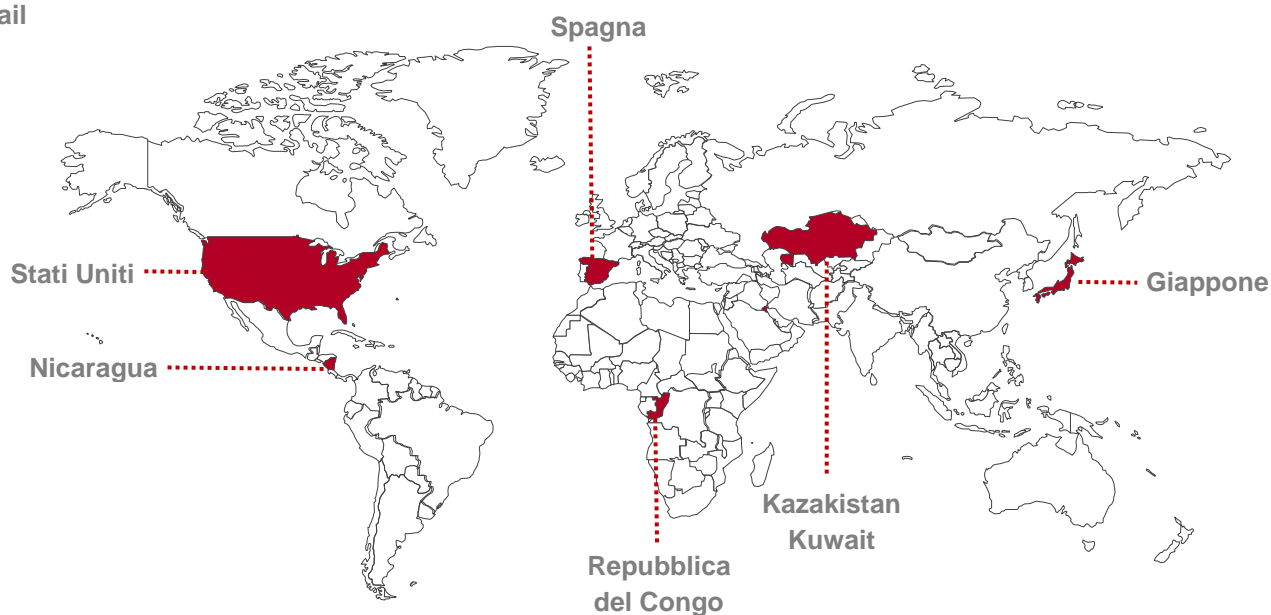 ail
Spagna
Stati Uniti
Giappone
Nicaragua
Kazakistan
Kuwait
Repubblica
del Congo